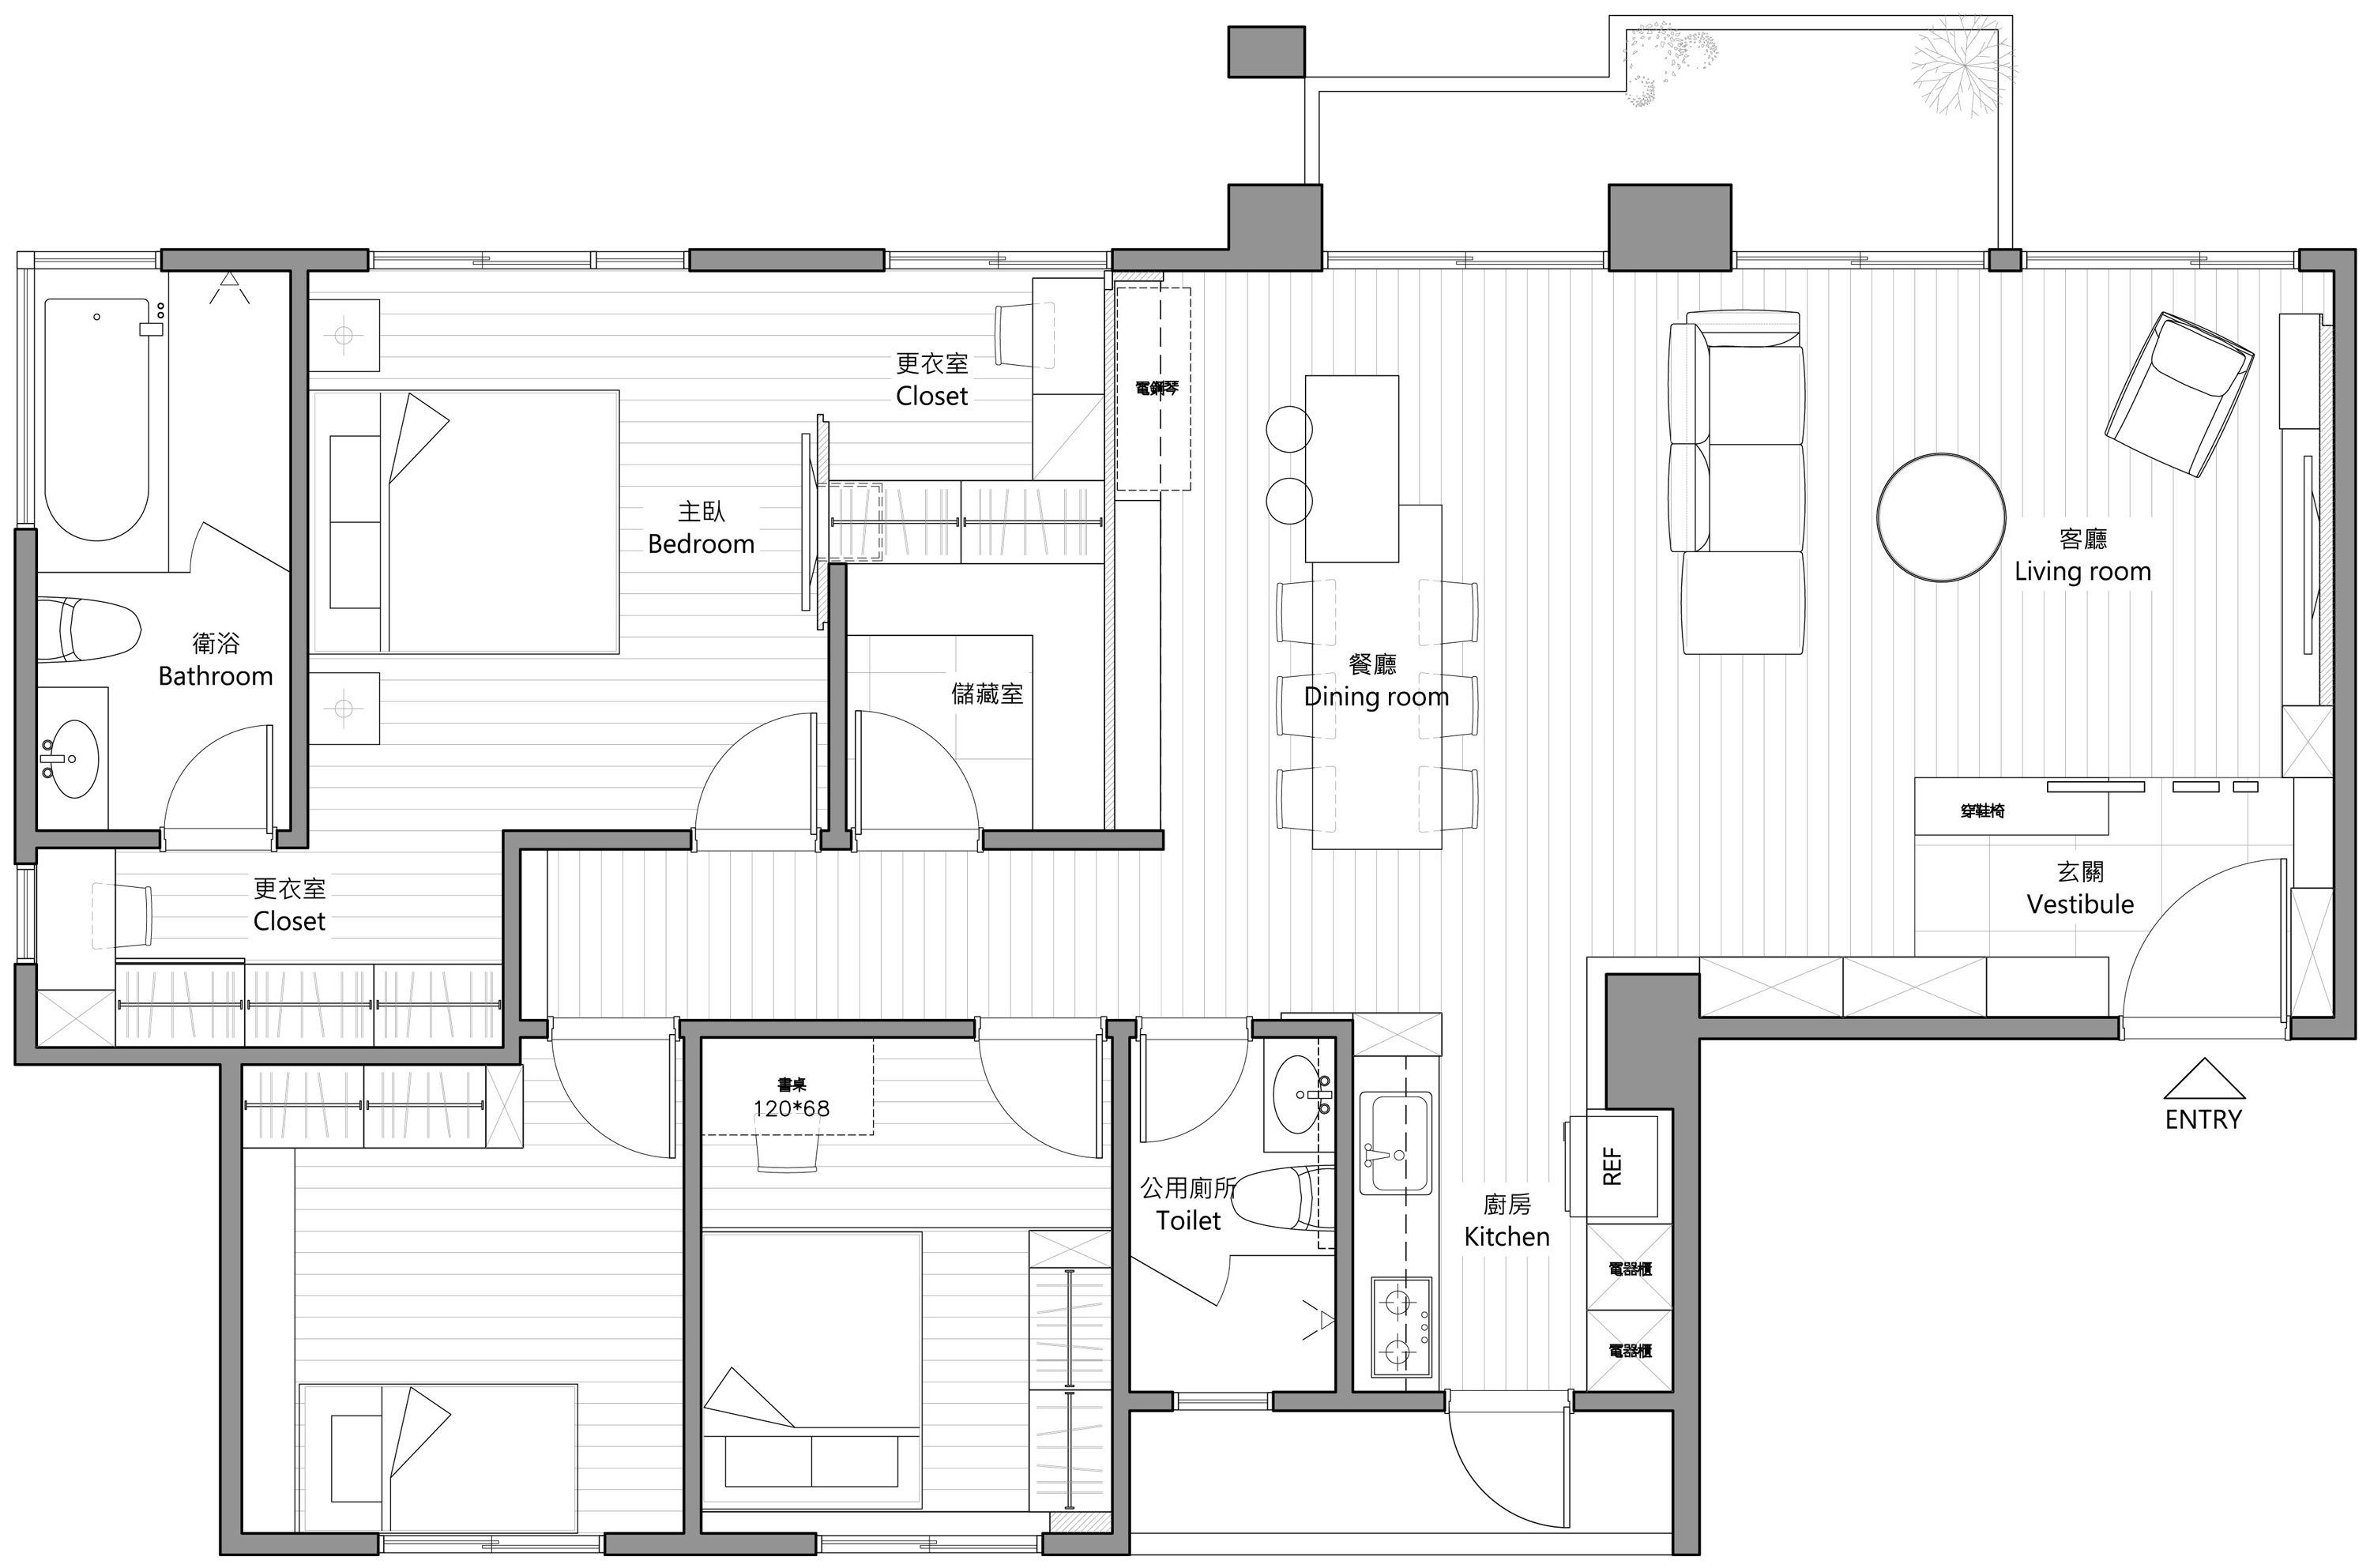 更衣室
Closet
電鋼琴
主臥
Bedroom
客廳
Living room
衛浴
Bathroom
儲藏室
餐廳
Dining room
穿鞋椅
玄關
Vestibule
更衣室
Closet
書桌
120*68
ENTRY
公用廁所
Toilet
廚房
Kitchen
REF
電器櫃
電器櫃